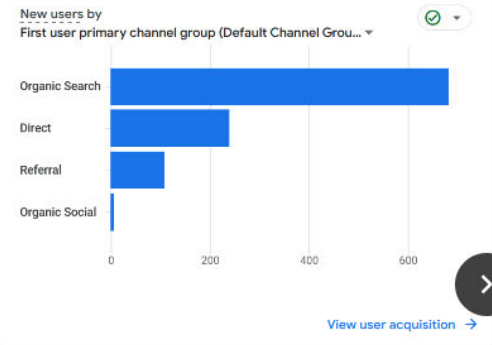 New users by
First user primary channel group (Default Channel Grou...
Organic Search
Direct
Referral
Organic Social
0 200 400 600
View user acquisition →